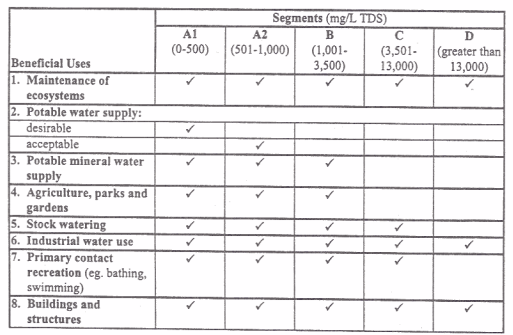 Segments (mg/L TDS)
Beneficial Uses A1 A2 B C D
(0-500) (501-1,000) (1,001- (3,501- (greater than
3,500) 13,000) 13,000)
1. Maintenance of ecosystems ✓ ✓ ✓ ✓ ✓
2. Potable water supply:
desirable ✓
acceptable ✓
3. Potable mineral water supply ✓ ✓ ✓
4. Agriculture, parks and gardens ✓ ✓ ✓
5. Stock watering ✓ ✓ ✓ ✓
6. Industrial water use ✓ ✓ ✓ ✓ ✓
7. Primary contact recreation (eg. bathing, swimming) ✓ ✓ ✓ ✓
8. Buildings and structures ✓ ✓ ✓ ✓ ✓